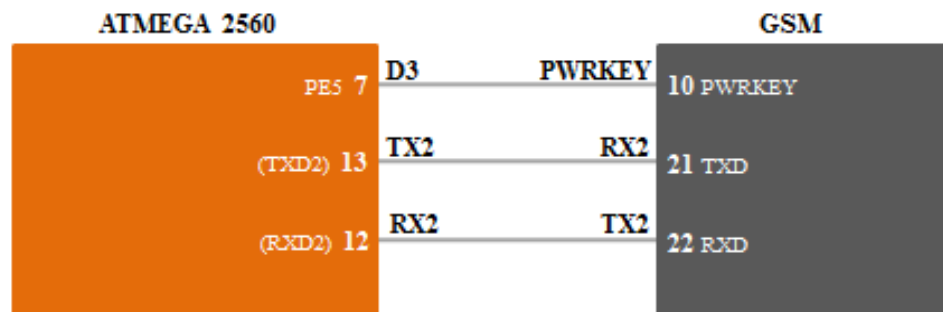 ATMEGA 2560 GSM
PE5 7 D3 PWRKEY 10 PWRKEY
(TXD2) 13 TX2 RX2 21 TXD
(RXD2) 12 RX2 TX2 22 RXD